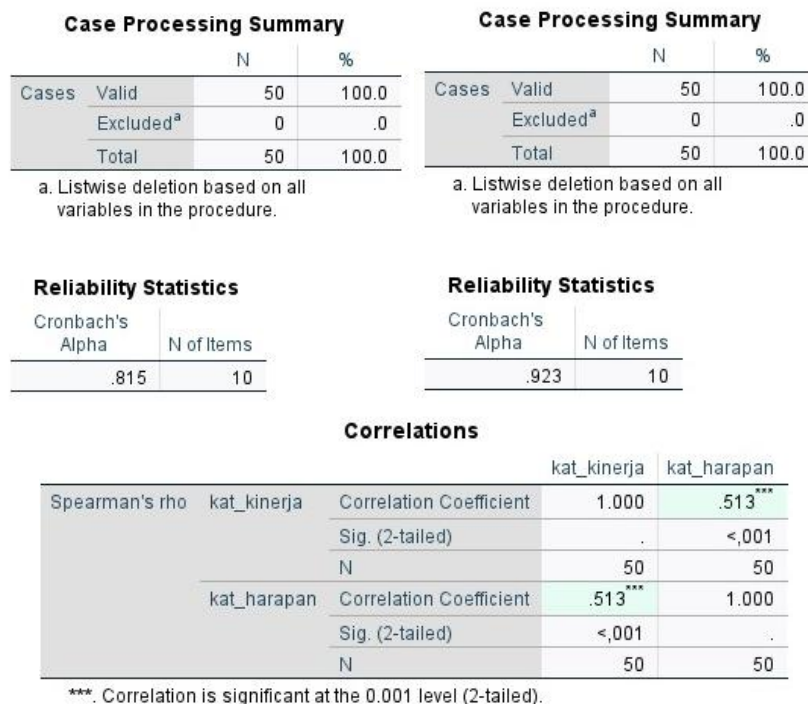 Case Processing Summary
N %
Cases Valid 50 100.0
Excludedᵃ 0 .0
Total 50 100.0
a. Listwise deletion based on all
variables in the procedure.
Case Processing Summary
N %
Cases Valid 50 100.0
Excludedᵃ 0 .0
Total 50 100.0
a. Listwise deletion based on all
variables in the procedure.
Reliability Statistics
Cronbach's
Alpha N of Items
.815 10
Reliability Statistics
Cronbach's
Alpha N of Items
.923 10
Correlations
kat_kinerja kat_harapan
Spearman's rho kat_kinerja Correlation Coefficient 1.000 .513***
Sig. (2-tailed) . <,001
N 50 50
kat_harapan Correlation Coefficient .513*** 1.000
Sig. (2-tailed) <,001 .
N 50 50
***. Correlation is significant at the 0.001 level (2-tailed).